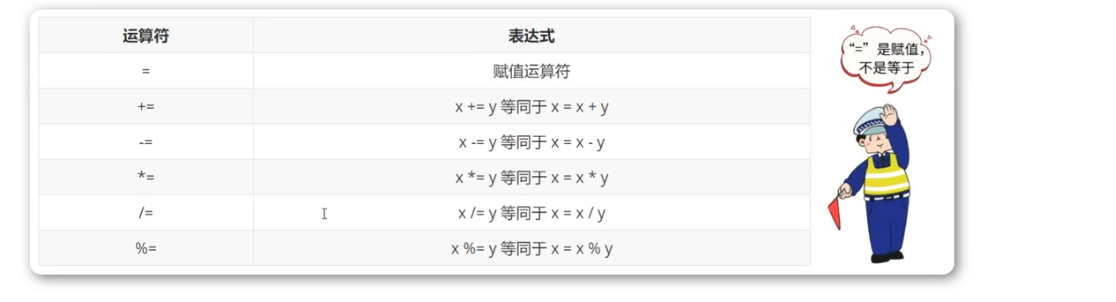 运算符 表达式
= 赋值运算符
+= x += y 等同于 x = x + y
-= x -= y 等同于 x = x - y
*= x *= y 等同于 x = x * y
/= x /= y 等同于 x = x / y
%= x %= y 等同于 x = x % y
“=”是赋值，
不是等于